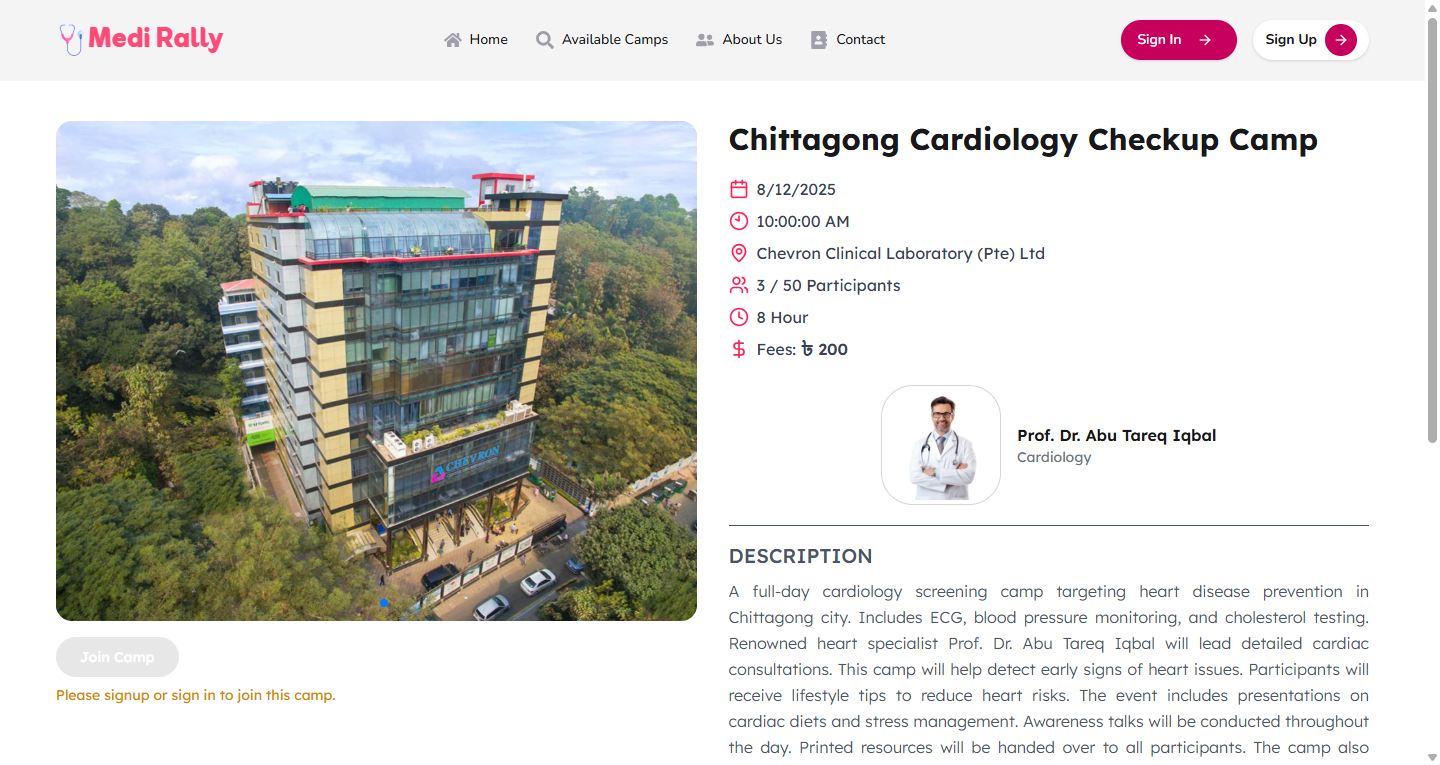 Medi Rally
Home
Available Camps
About Us
Contact
Sign In
Sign Up
CHEVRON
Join Camp
Please signup or sign in to join this camp.
Chittagong Cardiology Checkup Camp
8/12/2025
10:00:00 AM
Chevron Clinical Laboratory (Pte) Ltd
3 / 50 Participants
8 Hour
Fees: ৳ 200
Prof. Dr. Abu Tareq Iqbal
Cardiology
DESCRIPTION
A full-day cardiology screening camp targeting heart disease prevention in
Chittagong city. Includes ECG, blood pressure monitoring, and cholesterol testing.
Renowned heart specialist Prof. Dr. Abu Tareq Iqbal will lead detailed cardiac
consultations. This camp will help detect early signs of heart issues. Participants will
receive lifestyle tips to reduce heart risks. The event includes presentations on
cardiac diets and stress management. Awareness talks will be conducted throughout
the day. Printed resources will be handed over to all participants. The camp also